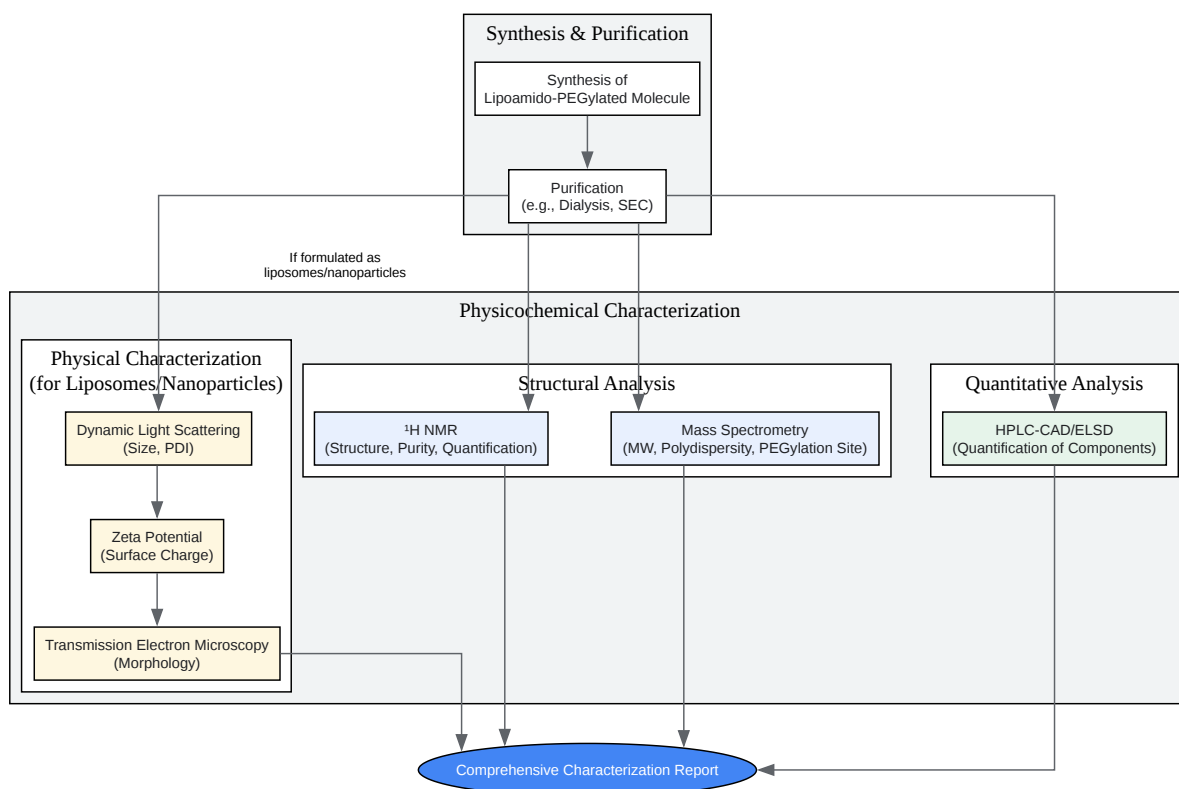 Synthesis & Purification
Synthesis of
Lipoamido-PEGylated Molecule
Purification
(e.g., Dialysis, SEC)
If formulated as
liposomes/nanoparticles
Physicochemical Characterization
Physical Characterization
(for Liposomes/Nanoparticles)
Structural Analysis
Quantitative Analysis
Dynamic Light Scattering
(Size, PDI)
¹H NMR
(Structure, Purity, Quantification)
Mass Spectrometry
(MW, Polydispersity, PEGylation Site)
HPLC-CAD/ELSD
(Quantification of Components)
Zeta Potential
(Surface Charge)
Transmission Electron Microscopy
(Morphology)
Comprehensive Characterization Report